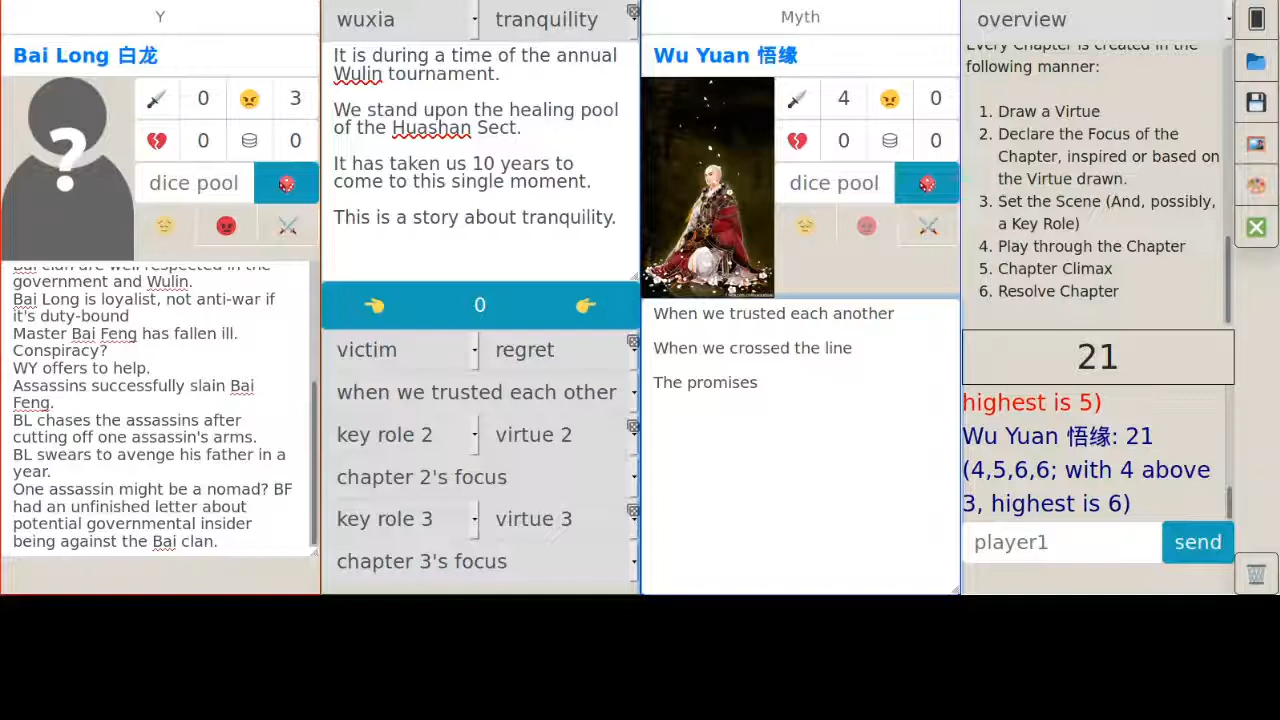 Y
Bai Long 白龙
0
3
0
0
dice pool
Bai clan are well respected in the
government and Wulin.
Bai Long is loyalist, not anti-war if
it's duty-bound
Master Bai Feng has fallen ill.
Conspiracy?
WY offers to help.
Assassins successfully slain Bai
Feng.
BL chases the assassins after
cutting off one assassin's arms.
BL swears to avenge his father in a
year.
One assassin might be a nomad? BF
had an unfinished letter about
potential governmental insider
being against the Bai clan.
wuxia
tranquility
It is during a time of the annual
Wulin tournament.
We stand upon the healing pool
of the Huashan Sect.
It has taken us 10 years to
come to this single moment.
This is a story about tranquility.
0
victim
regret
when we trusted each other
key role 2
virtue 2
chapter 2's focus
key role 3
virtue 3
chapter 3's focus
Myth
Wu Yuan 悟缘
4
0
0
0
dice pool
When we trusted each another
When we crossed the line
The promises
overview
Every Chapter is created in the
following manner:
1. Draw a Virtue
2. Declare the Focus of the
Chapter, inspired or based on
the Virtue drawn.
3. Set the Scene (And, possibly,
a Key Role)
4. Play through the Chapter
5. Chapter Climax
6. Resolve Chapter
21
highest is 5)
Wu Yuan 悟缘: 21
(4,5,6,6; with 4 above
3, highest is 6)
player1
send